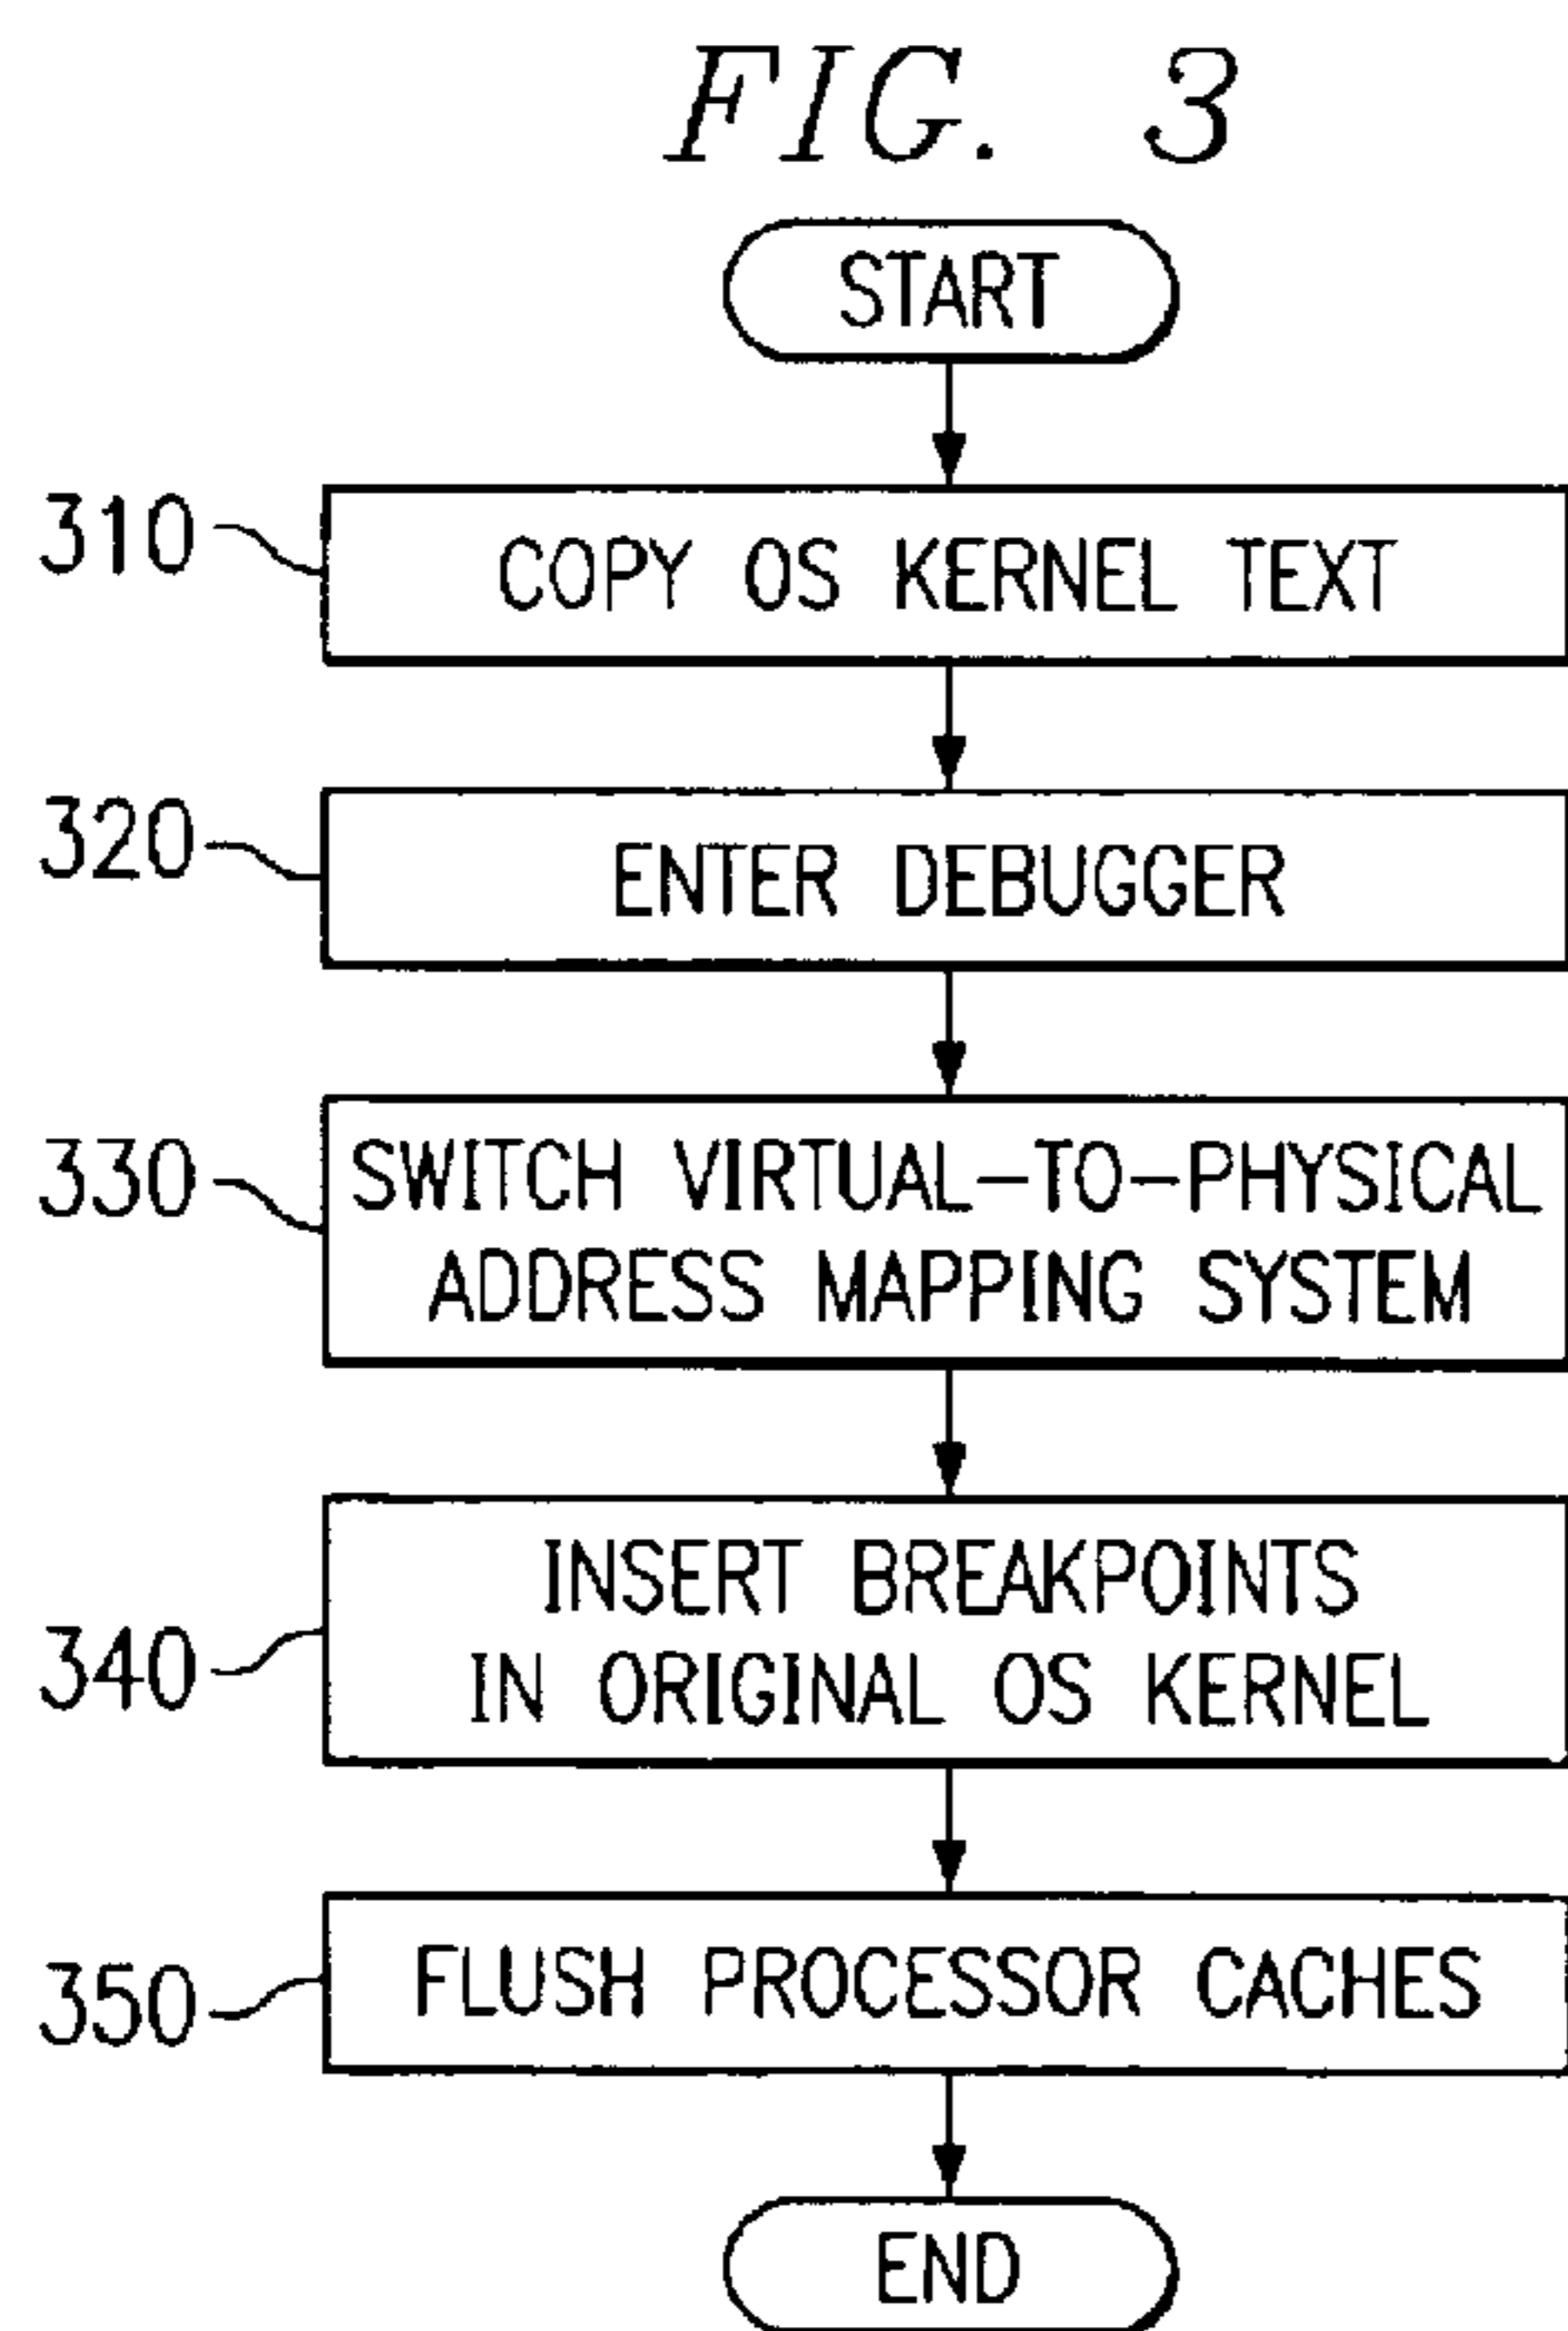 FIG. 3
START
310
COPY OS KERNEL TEXT
320
ENTER DEBUGGER
330
SWITCH VIRTUAL-TO-PHYSICAL
ADDRESS MAPPING SYSTEM
340
INSERT BREAKPOINTS
IN ORIGINAL OS KERNEL
350
FLUSH PROCESSOR CACHES
END